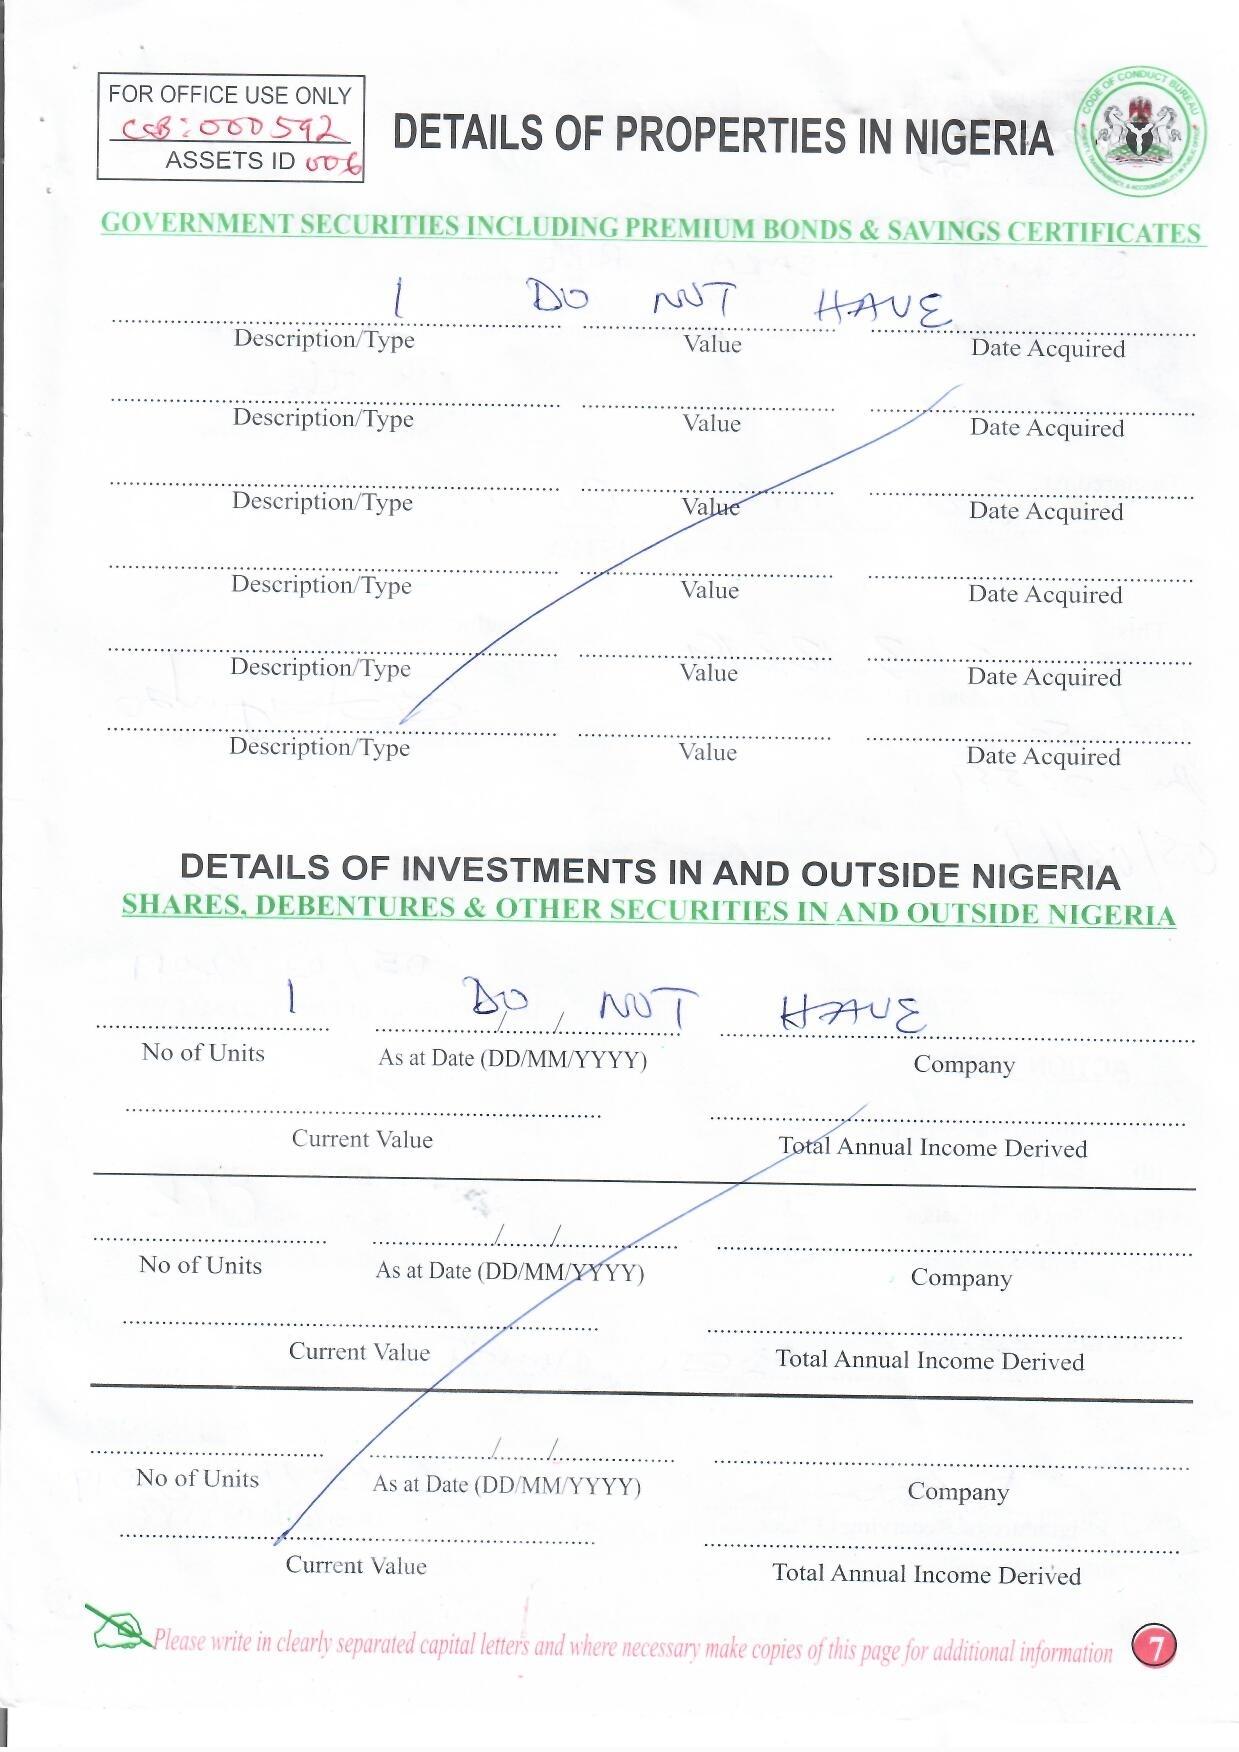 FOR OFFICE USE ONLY
CCB:000592
ASSETS ID 006
DETAILS OF PROPERTIES IN NIGERIA
CODE OF CONDUCT BUREAU
GOVERNMENT SECURITIES INCLUDING PREMIUM BONDS & SAVINGS CERTIFICATES
I DO NOT HAVE
Description/Type Value Date Acquired
Description/Type Value Date Acquired
Description/Type Value Date Acquired
Description/Type Value Date Acquired
Description/Type Value Date Acquired
Description/Type Value Date Acquired
DETAILS OF INVESTMENTS IN AND OUTSIDE NIGERIA
SHARES, DEBENTURES & OTHER SECURITIES IN AND OUTSIDE NIGERIA
I DO NOT HAVE
/ /
No of Units As at Date (DD/MM/YYYY) Company
Current Value Total Annual Income Derived
/ /
No of Units As at Date (DD/MM/YYYY) Company
Current Value Total Annual Income Derived
/ /
No of Units As at Date (DD/MM/YYYY) Company
Current Value Total Annual Income Derived
Please write in clearly separated capital letters and where necessary make copies of this page for additional information
7